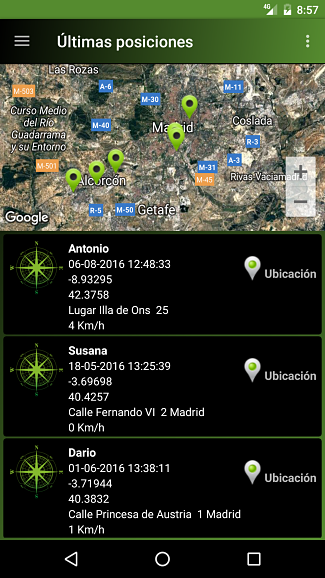 4G 8:57
Últimas posiciones
Las Rozas
M-503
A-6
M-11
M-30
Curso Medio
del Río
Guadarrama
y su Entorno
M-40
Madrid
Coslada
R-3
M-501
A-3
M-31
Alcorcón
M-45
Rivas-Vaciamadrid
R-5
M-50
Getafe
Google
+
−
Antonio
06-08-2016 12:48:33
-8.93295
42.3758
Lugar Illa de Ons 25
4 Km/h
Ubicación
Susana
18-05-2016 13:25:39
-3.69698
40.4257
Calle Fernando VI 2 Madrid
0 Km/h
Ubicación
Dario
01-06-2016 13:38:11
-3.71944
40.3832
Calle Princesa de Austria 1 Madrid
1 Km/h
Ubicación